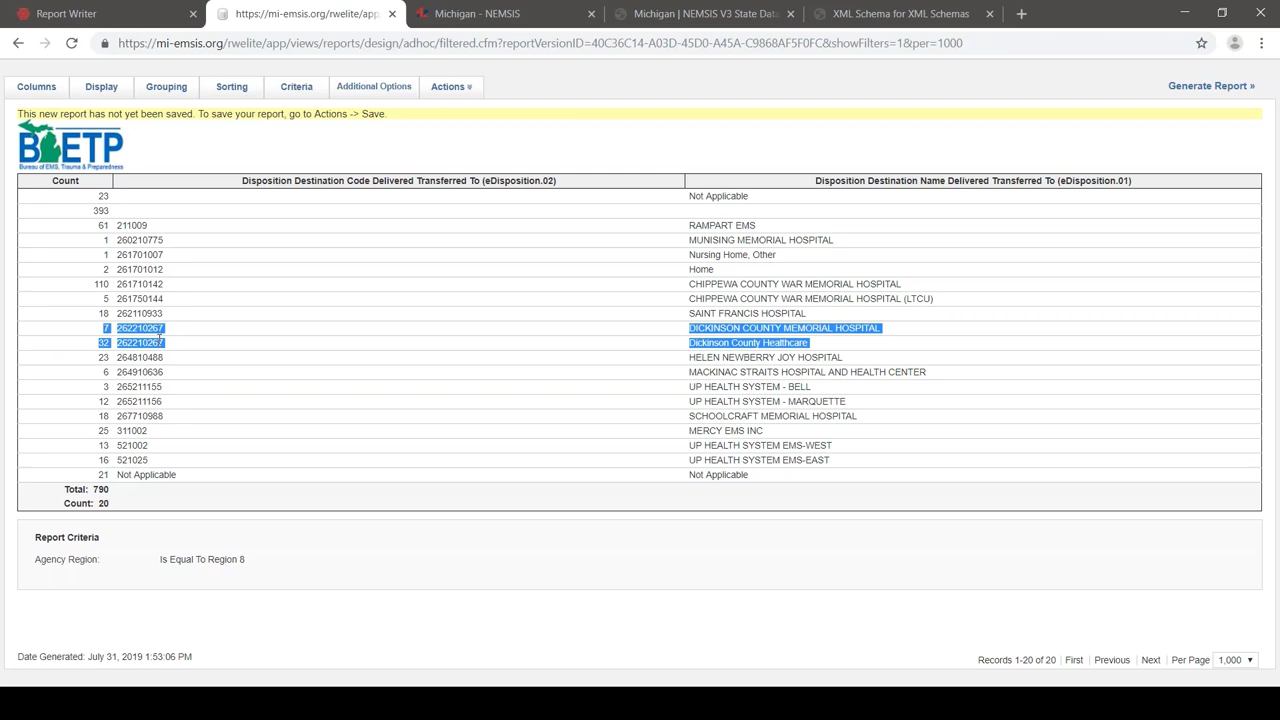 Report Writer
https://mi-emsis.org/rwelite/app
Michigan - NEMSIS
Michigan | NEMSIS V3 State Data
XML Schema for XML Schemas
https://mi-emsis.org/rwelite/app/views/reports/design/adhoc/filtered.cfm?reportVersionID=40C36C14-A03D-45D0-A45A-C9868AF5F0FC&showFilters=1&per=1000
Columns Display Grouping Sorting Criteria Additional Options Actions Generate Report »
This new report has not yet been saved. To save your report, go to Actions -> Save.
BETP
Bureau of EMS, Trauma & Preparedness
Count Disposition Destination Code Delivered Transferred To (eDisposition.02) Disposition Destination Name Delivered Transferred To (eDisposition.01)
23 Not Applicable
393
61 211009 RAMPART EMS
1 260210775 MUNISING MEMORIAL HOSPITAL
1 261701007 Nursing Home, Other
2 261701012 Home
110 261710142 CHIPPEWA COUNTY WAR MEMORIAL HOSPITAL
5 261750144 CHIPPEWA COUNTY WAR MEMORIAL HOSPITAL (LTCU)
18 262110933 SAINT FRANCIS HOSPITAL
7 262210267 DICKINSON COUNTY MEMORIAL HOSPITAL
32 262210267 Dickinson County Healthcare
23 264810488 HELEN NEWBERRY JOY HOSPITAL
6 264910636 MACKINAC STRAITS HOSPITAL AND HEALTH CENTER
3 265211155 UP HEALTH SYSTEM - BELL
12 265211156 UP HEALTH SYSTEM - MARQUETTE
18 267710988 SCHOOLCRAFT MEMORIAL HOSPITAL
25 311002 MERCY EMS INC
13 521002 UP HEALTH SYSTEM EMS-WEST
16 521025 UP HEALTH SYSTEM EMS-EAST
21 Not Applicable Not Applicable
Total: 790
Count: 20
Report Criteria
Agency Region: Is Equal To Region 8
Date Generated: July 31, 2019 1:53:06 PM
Records 1-20 of 20 First Previous Next Per Page 1,000